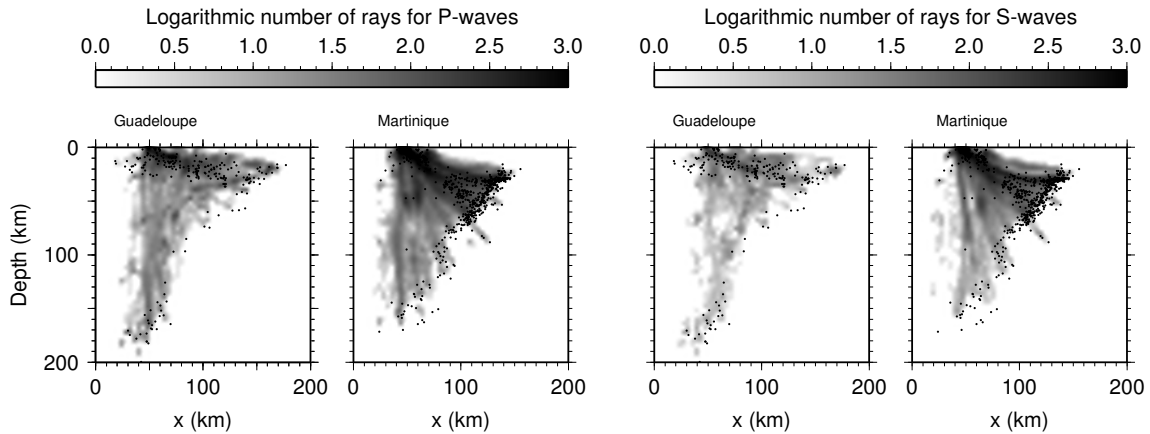 Logarithmic number of rays for P-waves
0.0 0.5 1.0 1.5 2.0 2.5 3.0
Logarithmic number of rays for S-waves
0.0 0.5 1.0 1.5 2.0 2.5 3.0
Guadeloupe
Martinique
Guadeloupe
Martinique
0
100
200
Depth (km)
0 100 200
0 100 200
0 100 200
0 100 200
x (km)
x (km)
x (km)
x (km)